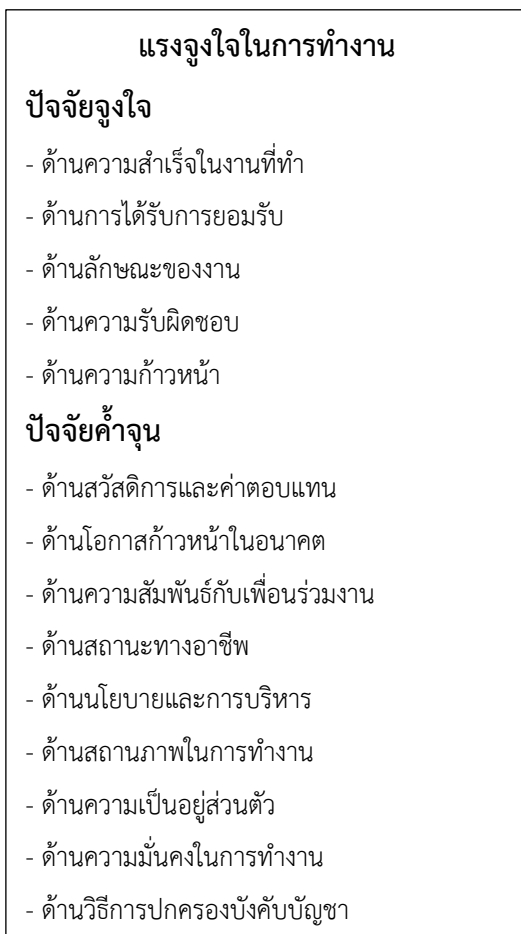 แรงจูงใจในการทำงาน
ปัจจัยจูงใจ
- ด้านความสำเร็จในงานที่ทำ
- ด้านการได้รับการยอมรับ
- ด้านลักษณะของงาน
- ด้านความรับผิดชอบ
- ด้านความก้าวหน้า
ปัจจัยค้ำจุน
- ด้านสวัสดิการและค่าตอบแทน
- ด้านโอกาสก้าวหน้าในอนาคต
- ด้านความสัมพันธ์กับเพื่อนร่วมงาน
- ด้านสถานะทางอาชีพ
- ด้านนโยบายและการบริหาร
- ด้านสถานภาพในการทำงาน
- ด้านความเป็นอยู่ส่วนตัว
- ด้านความมั่นคงในการทำงาน
- ด้านวิธีการปกครองบังคับบัญชา